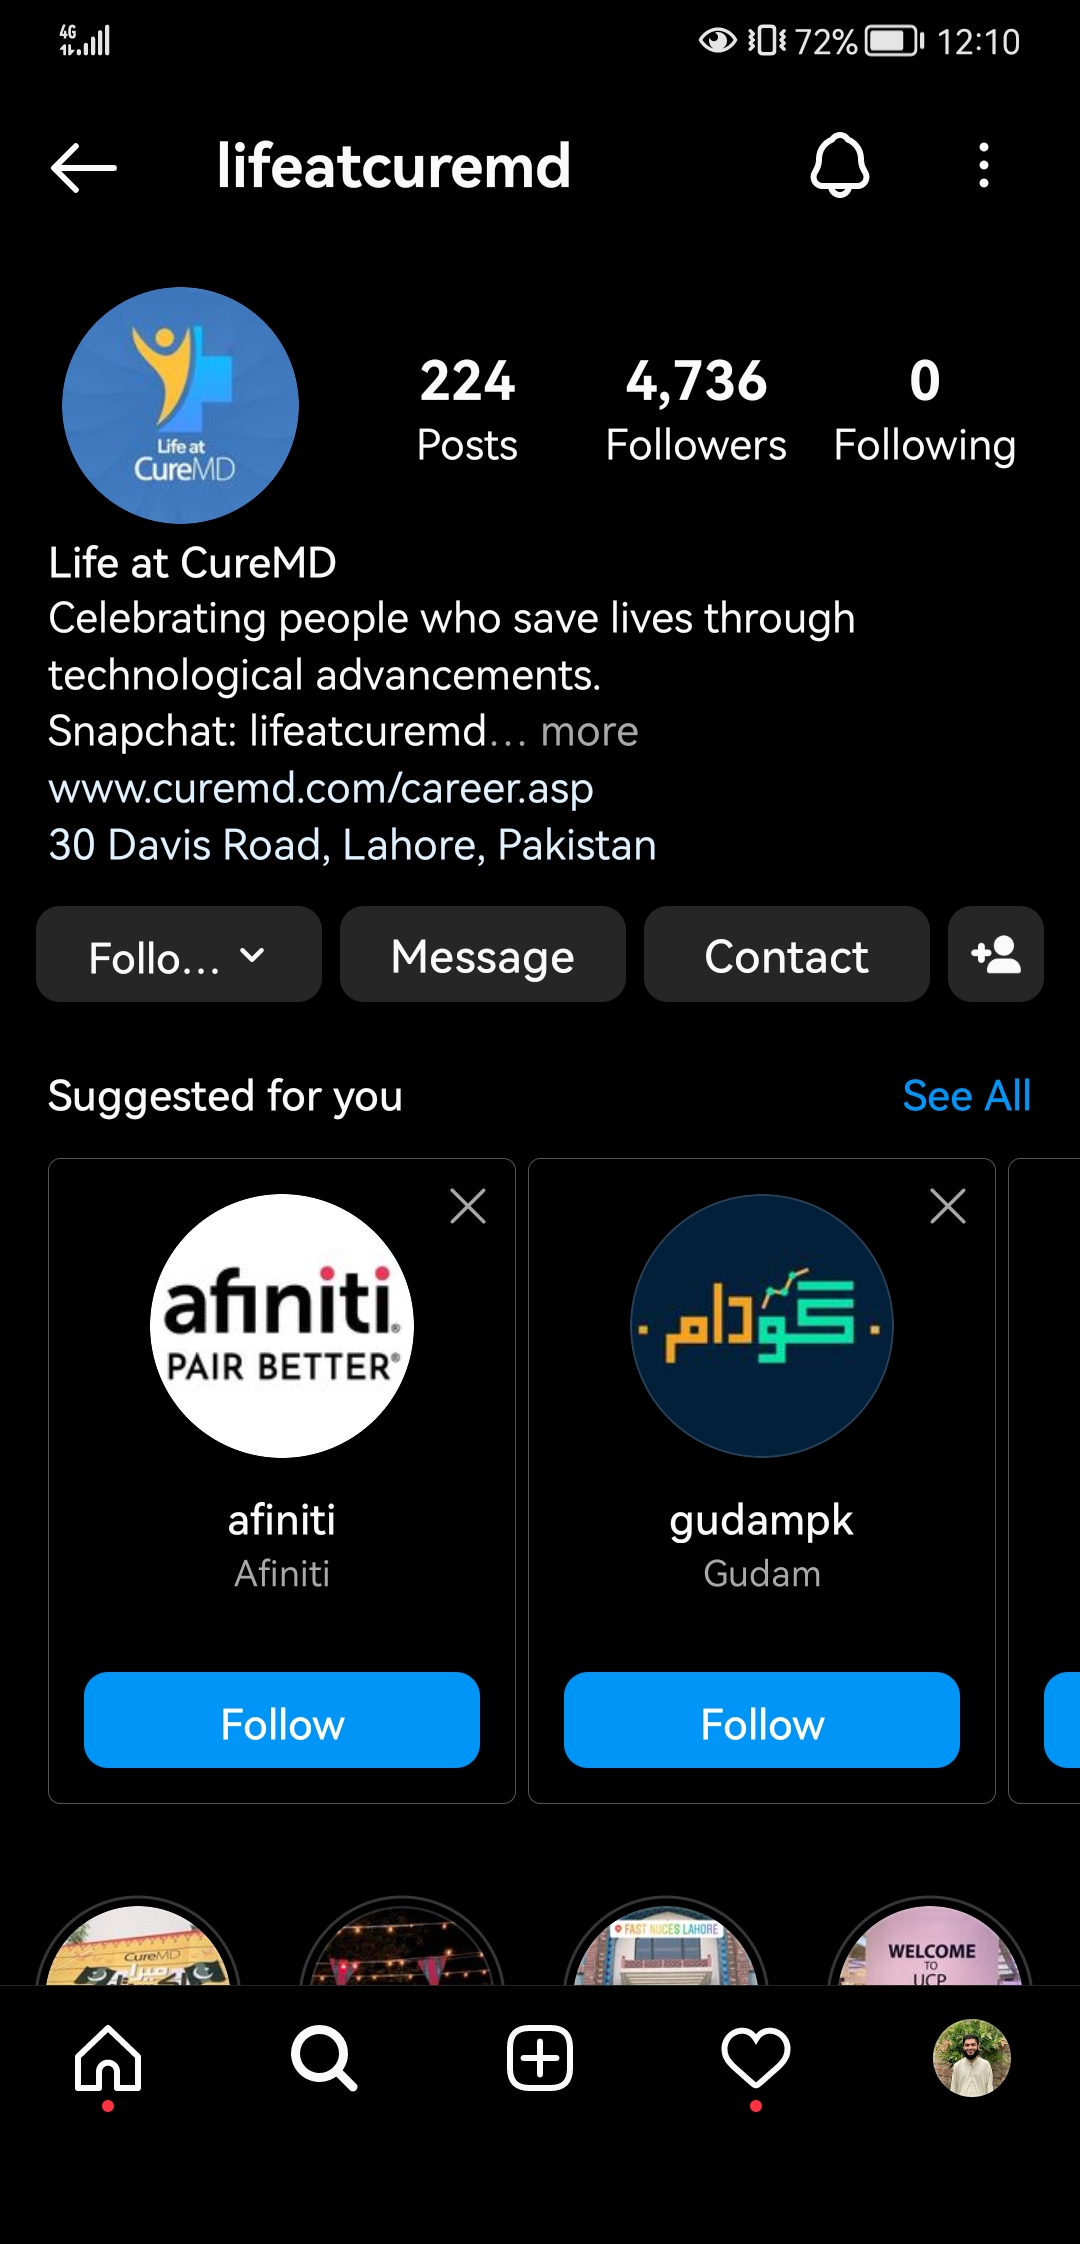 4G
72%
12:10
lifeatcuremd
Life at
CureMD
224
Posts
4,736
Followers
0
Following
Life at CureMD
Celebrating people who save lives through
technological advancements.
Snapchat: lifeatcuremd... more
www.curemd.com/career.asp
30 Davis Road, Lahore, Pakistan
Follo...
Message
Contact
Suggested for you
See All
afiniti®
PAIR BETTER®
گودام
afiniti
Afiniti
Follow
gudampk
Gudam
Follow
CureMD
میرا
FAST NUCES LAHORE
WELCOME
TO
UCP